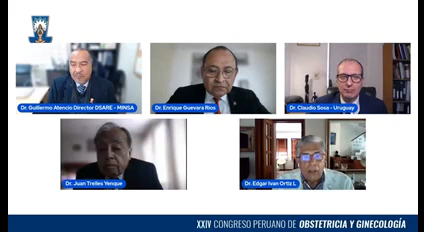 Dr. Guillermo Atencio Director DSARE - MINSA
Dr. Enrique Guevara Ríos
Dr. Claudio Sosa - Uruguay
Dr. Juan Trelles Yenque
Dr. Edgar Ivan Ortiz L
XXIV CONGRESO PERUANO DE OBSTETRICIA Y GINECOLOGÍA